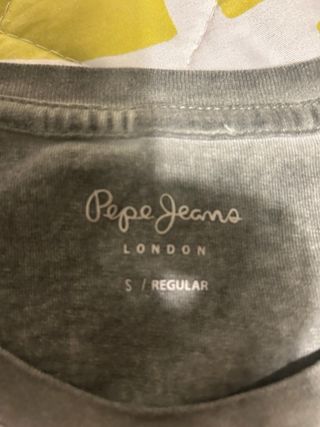 Pepe Jeans
LONDON
S / REGULAR